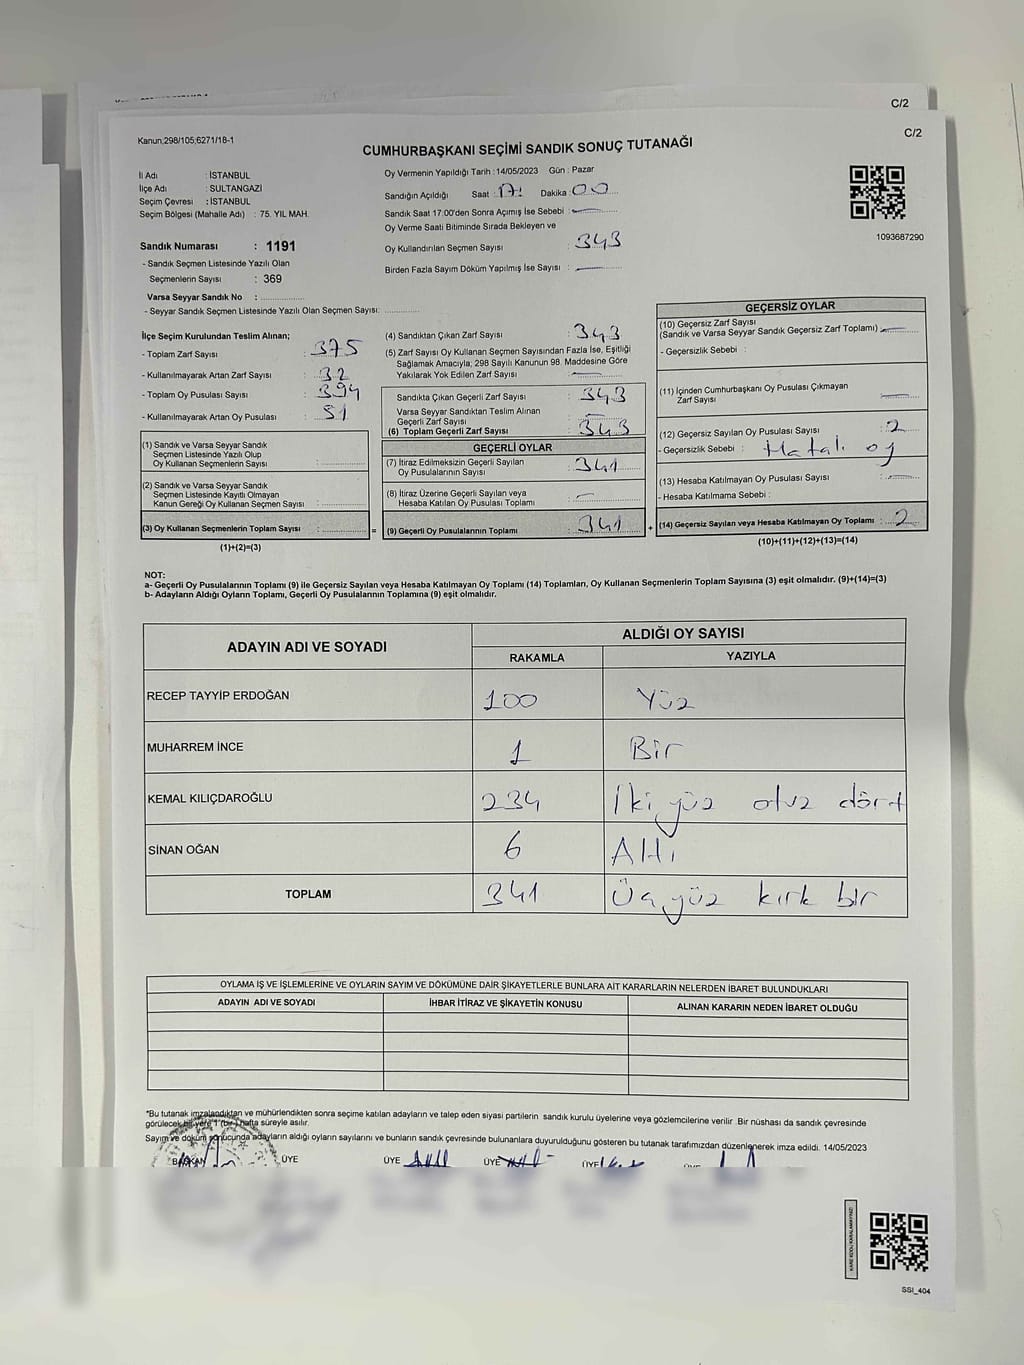 C/2
C/2
Kanun;298/105;6271/18-1
CUMHURBAŞKANI SEÇİMİ SANDIK SONUÇ TUTANAĞI
İl Adı : İSTANBUL
İlçe Adı : SULTANGAZİ
Seçim Çevresi : İSTANBUL
Seçim Bölgesi (Mahalle Adı) : 75. YIL MAH.
Oy Vermenin Yapıldığı Tarih : 14/05/2023 Gün : Pazar
Sandığın Açıldığı Saat : 17: Dakika : 00
Sandık Saat 17:00'den Sonra Açımış İse Sebebi : —
Oy Verme Saati Bitiminde Sırada Bekleyen ve
Oy Kullandırılan Seçmen Sayısı : 343
Birden Fazla Sayım Döküm Yapılmış İse Sayısı : —
1093687290
Sandık Numarası : 1191
- Sandık Seçmen Listesinde Yazılı Olan
Seçmenlerin Sayısı : 369
Varsa Seyyar Sandık No : ..............
- Seyyar Sandık Seçmen Listesinde Yazılı Olan Seçmen Sayısı: ..............
İlçe Seçim Kurulundan Teslim Alınan;
- Toplam Zarf Sayısı : 375
- Kullanılmayarak Artan Zarf Sayısı : 32
- Toplam Oy Pusulası Sayısı : 394
- Kullanılmayarak Artan Oy Pusulası : 51
(1) Sandık ve Varsa Seyyar Sandık
Seçmen Listesinde Yazılı Olup
Oy Kullanan Seçmenlerin Sayısı : ..............
(2) Sandık ve Varsa Seyyar Sandık
Seçmen Listesinde Kayıtlı Olmayan
Kanun Gereği Oy Kullanan Seçmen Sayısı : ..............
(3) Oy Kullanan Seçmenlerin Toplam Sayısı : .............. =
(1)+(2)=(3)
(4) Sandıktan Çıkan Zarf Sayısı : 343
(5) Zarf Sayısı Oy Kullanan Seçmen Sayısından Fazla İse, Eşitliği
Sağlamak Amacıyla; 298 Sayılı Kanunun 98. Maddesine Göre
Yakılarak Yok Edilen Zarf Sayısı : —
Sandıkta Çıkan Geçerli Zarf Sayısı : 343
Varsa Seyyar Sandıktan Teslim Alınan
Geçerli Zarf Sayısı : —
(6) Toplam Geçerli Zarf Sayısı : 343
GEÇERLİ OYLAR
(7) İtiraz Edilmeksizin Geçerli Sayılan
Oy Pusulalarının Sayısı : 341
(8) İtiraz Üzerine Geçerli Sayılan veya
Hesaba Katılan Oy Pusulası Toplamı : —
(9) Geçerli Oy Pusulalarının Toplamı : 341 +
GEÇERSİZ OYLAR
(10) Geçersiz Zarf Sayısı
(Sandık ve Varsa Seyyar Sandık Geçersiz Zarf Toplamı) : —
- Geçersizlik Sebebi :
(11) İçinden Cumhurbaşkanı Oy Pusulası Çıkmayan
Zarf Sayısı : —
(12) Geçersiz Sayılan Oy Pusulası Sayısı : 2
- Geçersizlik Sebebi : Hatalı oy
(13) Hesaba Katılmayan Oy Pusulası Sayısı : —
- Hesaba Katılmama Sebebi :
(14) Geçersiz Sayılan veya Hesaba Katılmayan Oy Toplamı : 2
(10)+(11)+(12)+(13)=(14)
NOT:
a- Geçerli Oy Pusulalarının Toplamı (9) ile Geçersiz Sayılan veya Hesaba Katılmayan Oy Toplamı (14) Toplamları, Oy Kullanan Seçmenlerin Toplam Sayısına (3) eşit olmalıdır. (9)+(14)=(3)
b- Adayların Aldığı Oyların Toplamı, Geçerli Oy Pusulalarının Toplamına (9) eşit olmalıdır.
ADAYIN ADI VE SOYADI ALDIĞI OY SAYISI
RAKAMLA YAZIYLA
RECEP TAYYİP ERDOĞAN 100 Yüz
MUHARREM İNCE 1 Bir
KEMAL KILIÇDAROĞLU 234 İki yüz otuz dört
SİNAN OĞAN 6 Altı
TOPLAM 341 Üçyüz kırk bir
OYLAMA İŞ VE İŞLEMLERİNE VE OYLARIN SAYIM VE DÖKÜMÜNE DAİR ŞİKAYETLERLE BUNLARA AİT KARARLARIN NELERDEN İBARET BULUNDUKLARI
ADAYIN ADI VE SOYADI İHBAR İTİRAZ VE ŞİKAYETİN KONUSU ALINAN KARARIN NEDEN İBARET OLDUĞU
*Bu tutanak imzalandıktan ve mühürlendikten sonra seçime katılan adayların ve talep eden siyasi partilerin sandık kurulu üyelerine veya gözlemcilerine verilir .Bir nüshası da sandık çevresinde
görülecek bir yere 1 (bir ) hafta süreyle asılır.
Sayım ve döküm sonucunda adayların aldığı oyların sayılarını ve bunların sandık çevresinde bulunanlara duyurulduğunu gösteren bu tutanak tarafımızdan düzenlenerek imza edildi. 14/05/2023
BAŞKAN ÜYE ÜYE ÜYE ÜYE
KARE KODU KARALAMAYINIZ!
SSI_404